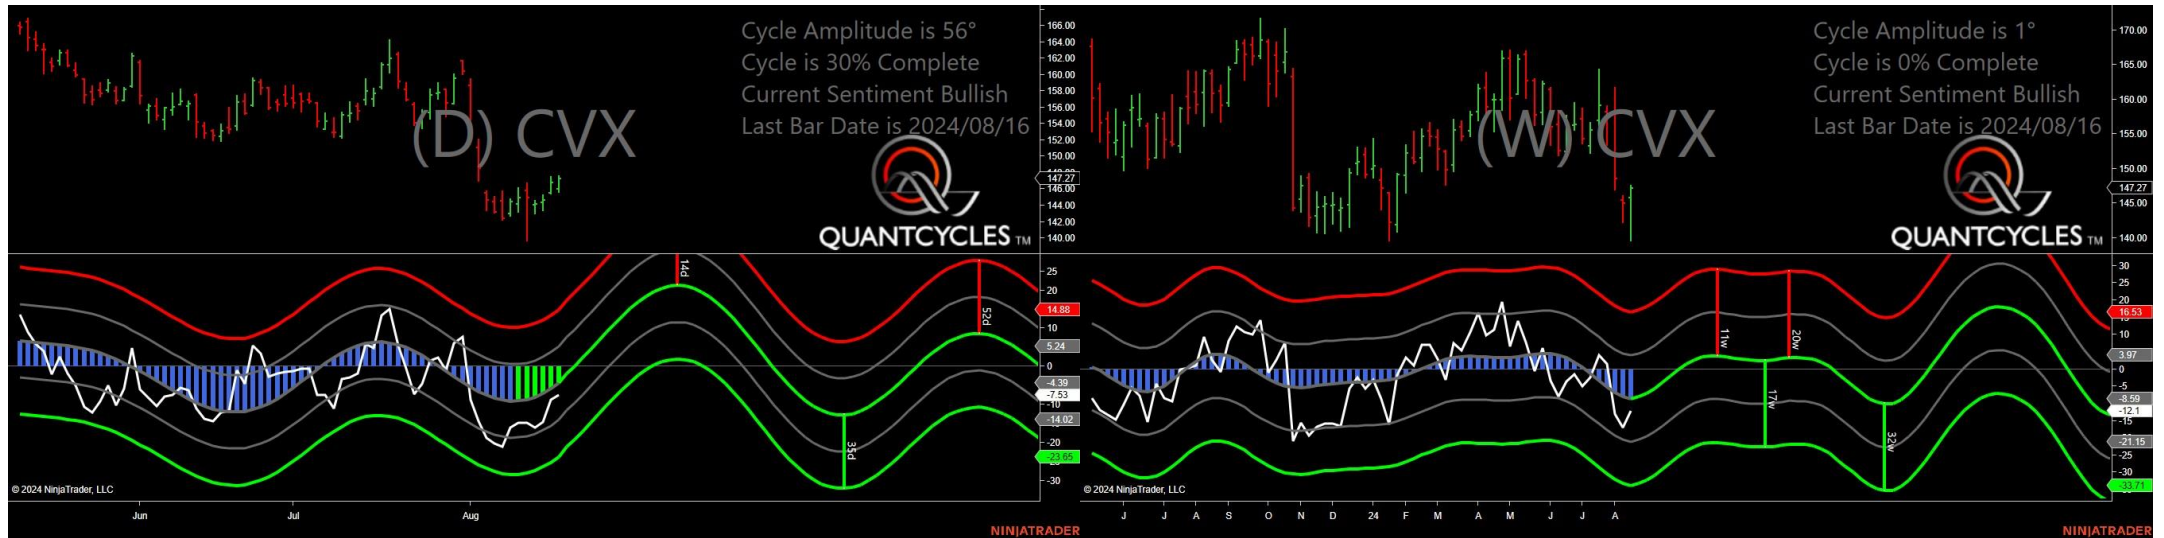 Cycle Amplitude is 56°
Cycle is 30% Complete
Current Sentiment Bullish
Last Bar Date is 2024/08/16
(D) CVX
QUANTCYCLES TM
166.00
164.00
162.00
160.00
158.00
156.00
154.00
152.00
150.00
147.27
146.00
144.00
142.00
140.00
14d
35d
52d
25
20
14.88
10
5.24
0
-4.39
-7.53
-10
-14.02
-20
-23.65
-30
© 2024 NinjaTrader, LLC
Jun Jul Aug
NINJATRADER
Cycle Amplitude is 1°
Cycle is 0% Complete
Current Sentiment Bullish
Last Bar Date is 2024/08/16
(W) CVX
QUANTCYCLES TM
170.00
165.00
160.00
155.00
150.00
147.27
145.00
140.00
11w
17w
20w
32w
30
25
20
16.53
10
3.97
0
-5
-8.59
-12.1
-15
-21.15
-25
-30
-33.71
© 2024 NinjaTrader, LLC
J J A S O N D 24 F M A M J J A
NINJATRADER